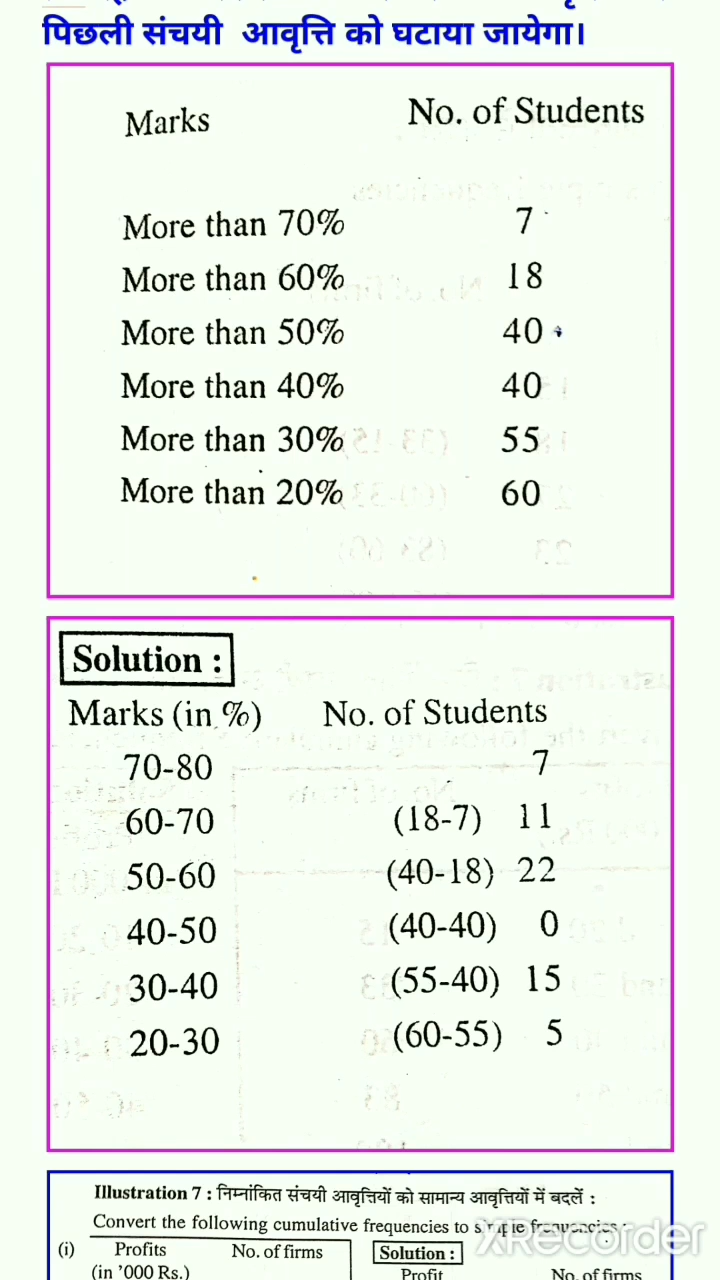 पिछली संचयी आवृत्ति को घटाया जायेगा।
Marks No. of Students
More than 70% 7
More than 60% 18
More than 50% 40
More than 40% 40
More than 30% 55
More than 20% 60
Solution :
Marks (in %) No. of Students
70-80 7
60-70 (18-7) 11
50-60 (40-18) 22
40-50 (40-40) 0
30-40 (55-40) 15
20-30 (60-55) 5
Illustration 7 : निम्नांकित संचयी आवृत्तियों को सामान्य आवृत्तियों में बदलें :
Convert the following cumulative frequencies to simple frequencies :
XRecorder
(i) Profits No. of firms Solution :
(in ’000 Rs.) Profit No. of firms